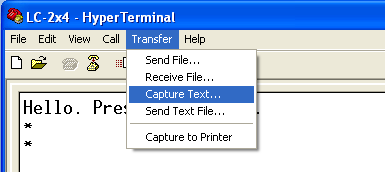 LC-2x4 - HyperTerminal
File Edit View Call Transfer Help
Send File...
Receive File...
Capture Text...
Send Text File...
Capture to Printer
Hello.
*
*